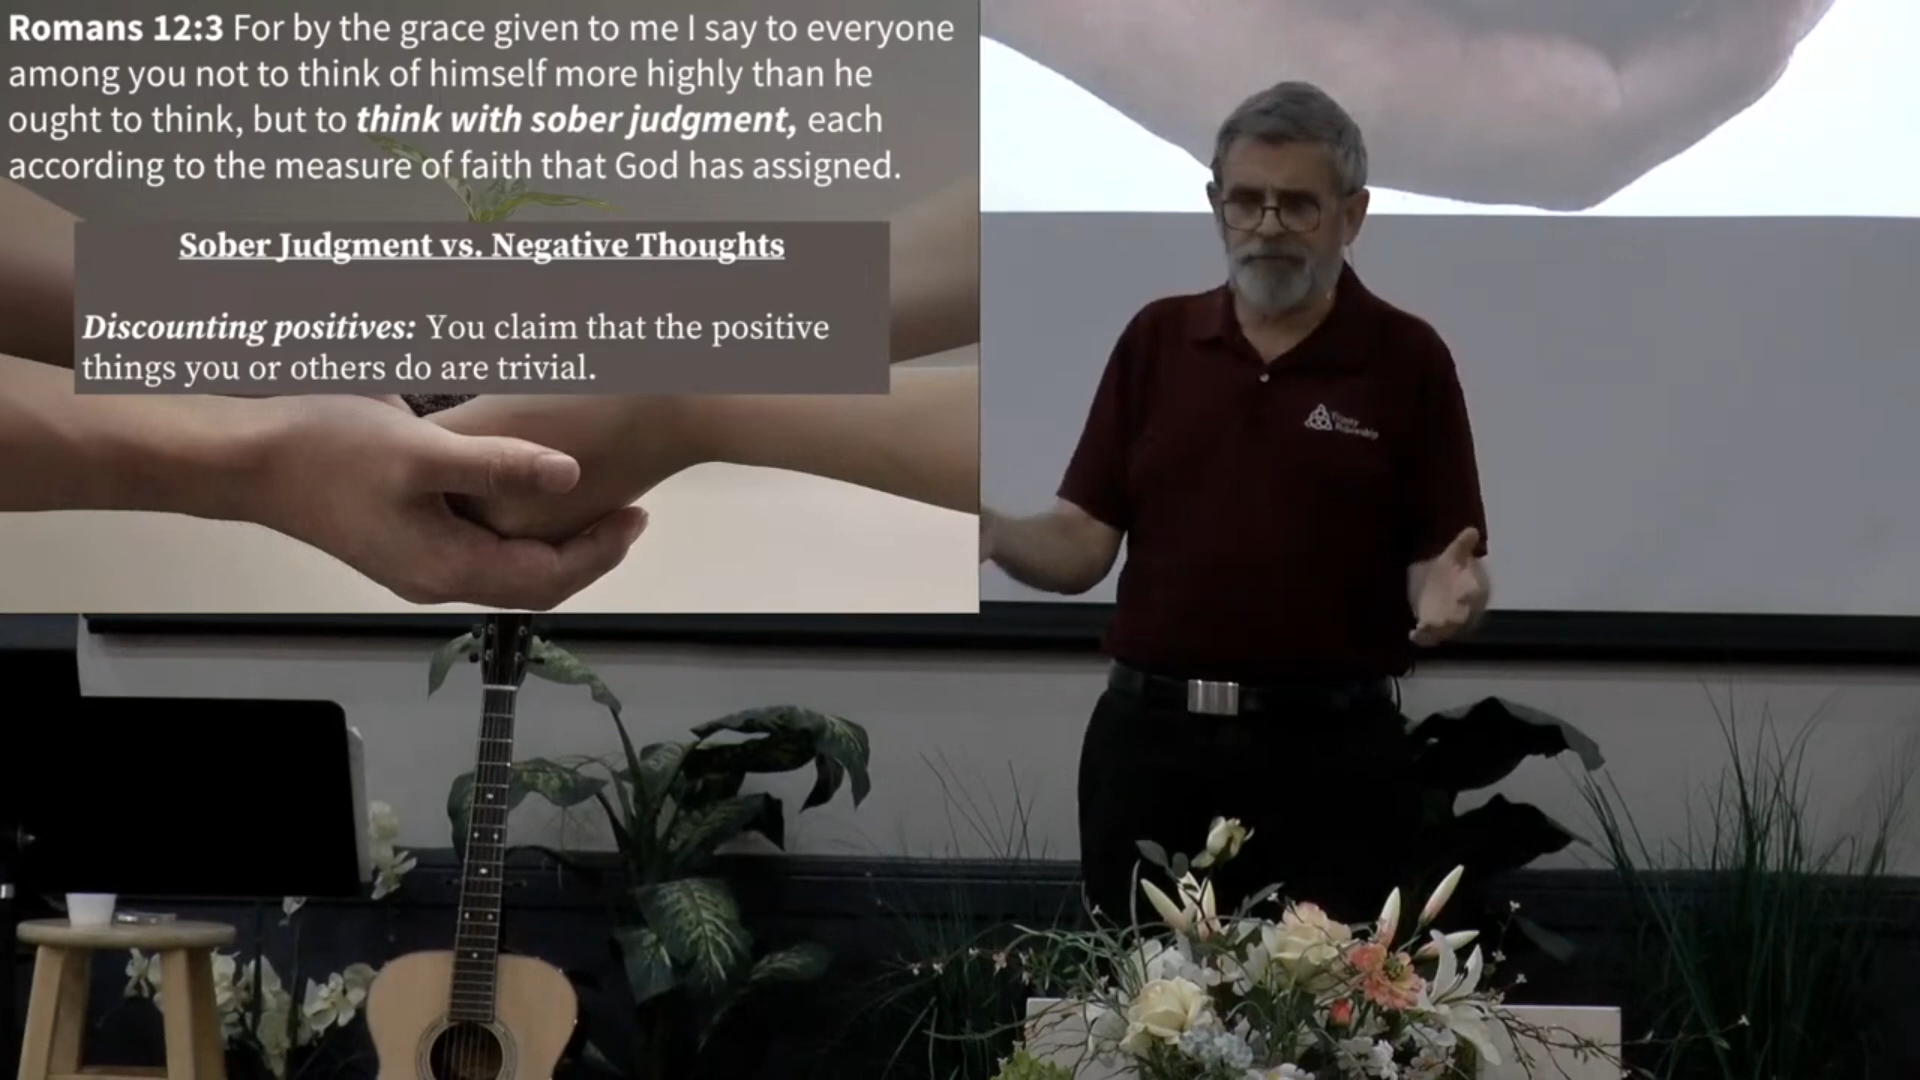 Romans 12:3 For by the grace given to me I say to everyone
among you not to think of himself more highly than he
ought to think, but to think with sober judgment, each
according to the measure of faith that God has assigned.
Sober Judgment vs. Negative Thoughts
Discounting positives: You claim that the positive
things you or others do are trivial.
Trinity
Fellowship